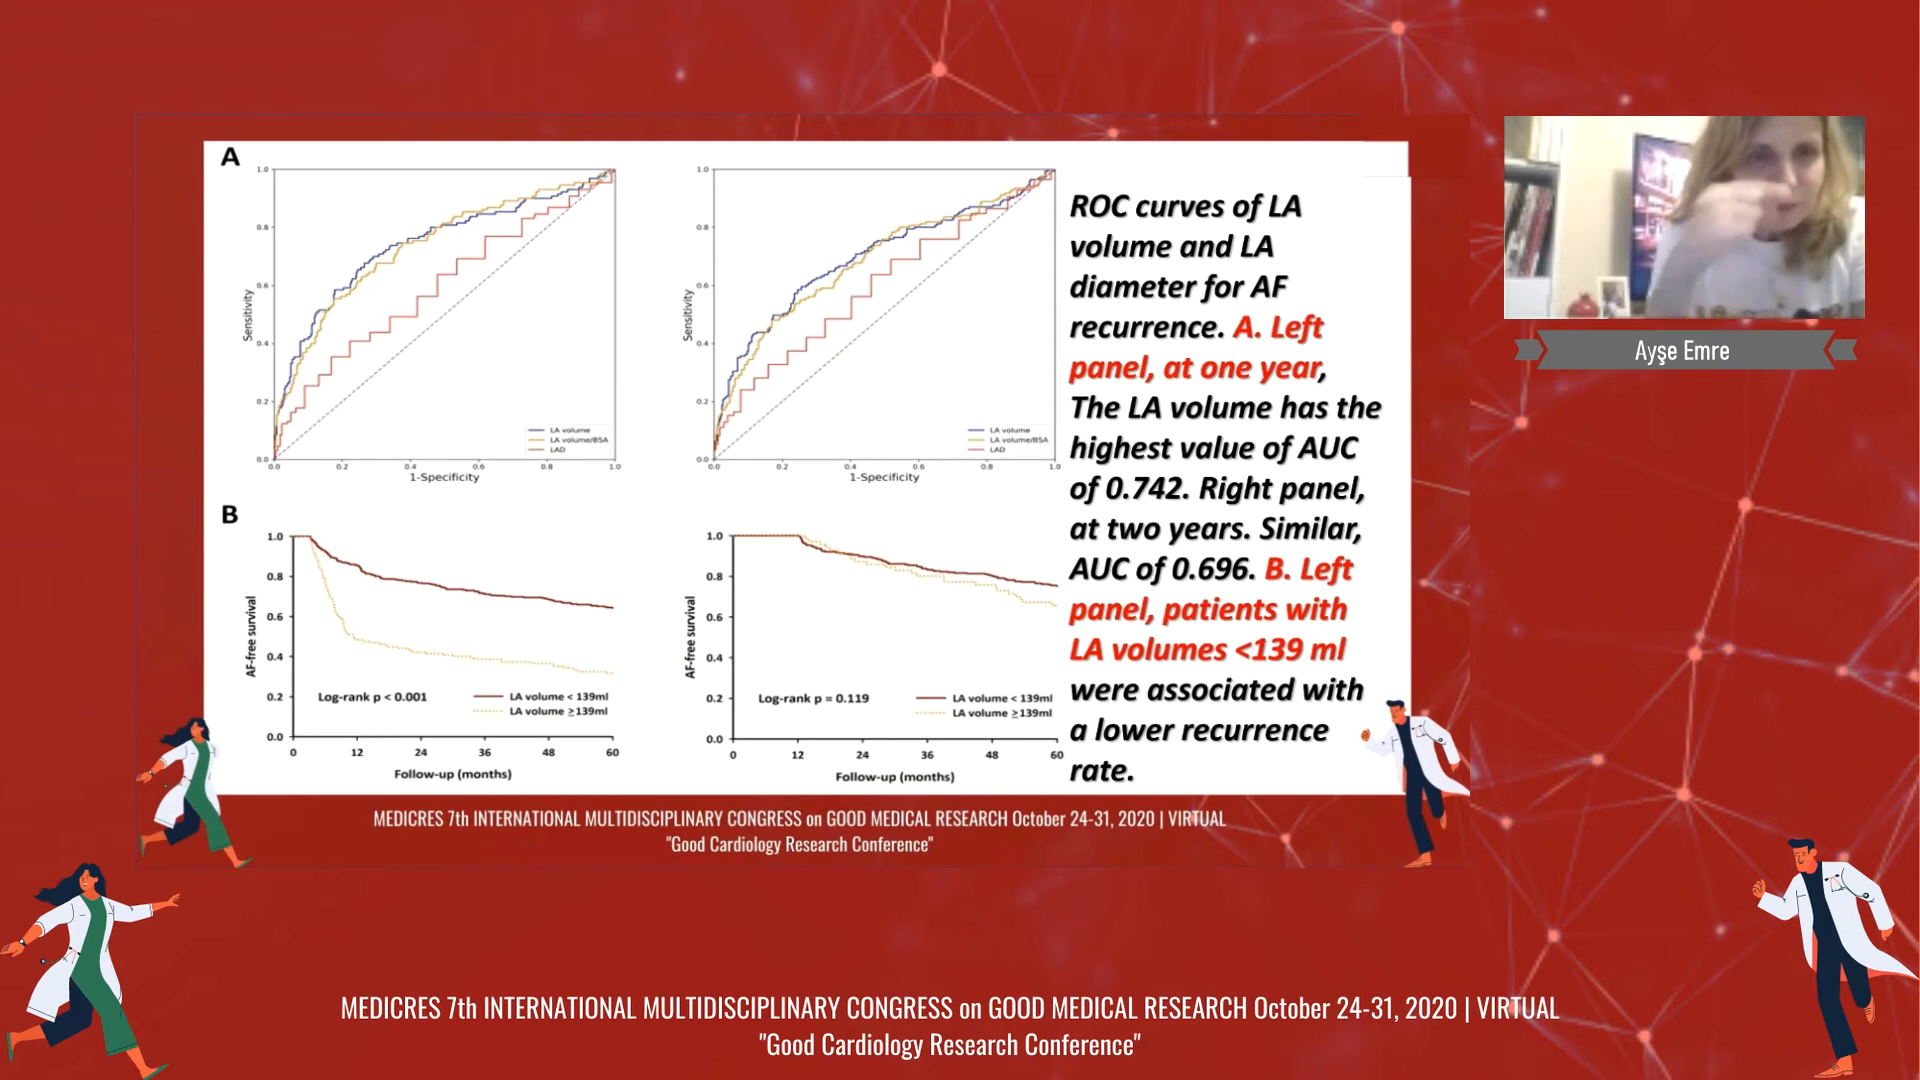 A
1.0
0.8
0.6
0.4
0.2
0.0
Sensitivity
LA volume
LA volume/BSA
LAD
0.0 0.2 0.4 0.6 0.8 1.0
1-Specificity
1.0
0.8
0.6
0.4
0.2
0.0
Sensitivity
LA volume
LA volume/BSA
LAD
0.0 0.2 0.4 0.6 0.8 1.0
1-Specificity
B
1.0
0.8
0.6
0.4
0.2
0.0
AF-free survival
Log-rank p < 0.001
LA volume < 139ml
LA volume ≥139ml
0 12 24 36 48 60
Follow-up (months)
1.0
0.8
0.6
0.4
0.2
0.0
AF-free survival
Log-rank p = 0.119
LA volume < 139ml
LA volume ≥139ml
0 12 24 36 48 60
Follow-up (months)
ROC curves of LA
volume and LA
diameter for AF
recurrence. A. Left
panel, at one year,
The LA volume has the
highest value of AUC
of 0.742. Right panel,
at two years. Similar,
AUC of 0.696. B. Left
panel, patients with
LA volumes <139 ml
were associated with
a lower recurrence
rate.
Ayşe Emre
MEDICRES 7th INTERNATIONAL MULTIDISCIPLINARY CONGRESS on GOOD MEDICAL RESEARCH October 24-31, 2020 | VIRTUAL
"Good Cardiology Research Conference"
MEDICRES 7th INTERNATIONAL MULTIDISCIPLINARY CONGRESS on GOOD MEDICAL RESEARCH October 24-31, 2020 | VIRTUAL
"Good Cardiology Research Conference"